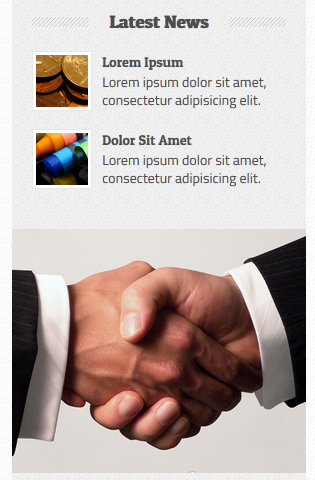 Latest News
Lorem Ipsum
Lorem ipsum dolor sit amet,
consectetur adipisicing elit.
Dolor Sit Amet
Lorem ipsum dolor sit amet,
consectetur adipisicing elit.